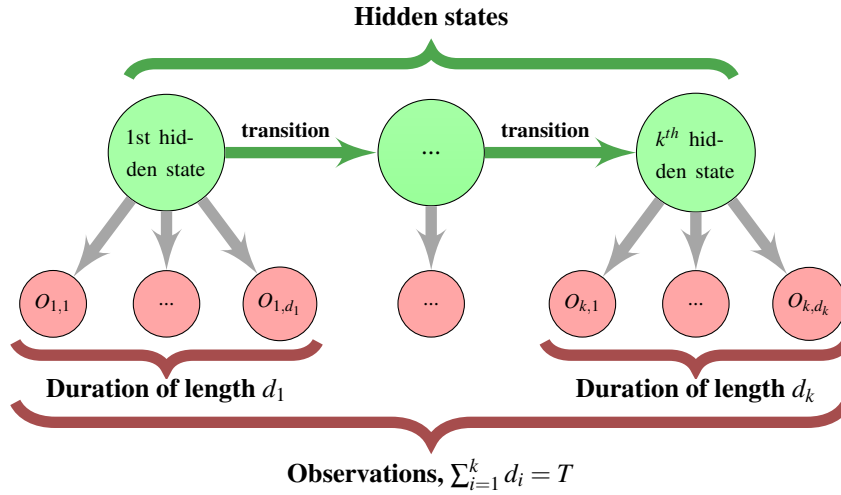 Hidden states
transition
transition
1st hid-
den state
...
k^{th} hid-
den state
O_{1,1}
...
O_{1,d_1}
...
O_{k,1}
...
O_{k,d_k}
Duration of length d_1
Duration of length d_k
Observations, \sum_{i=1}^{k} d_i = T